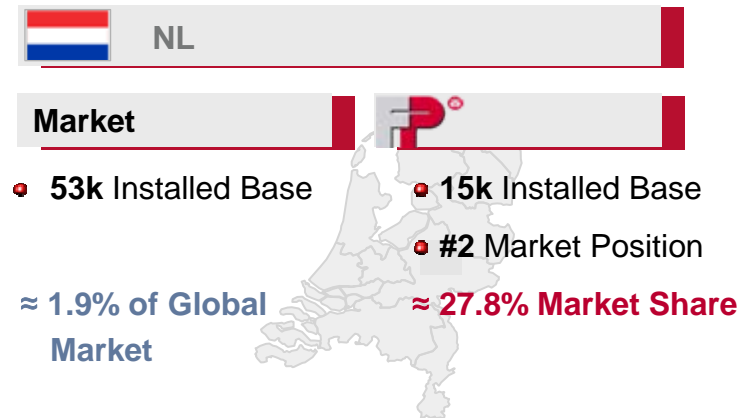 NL
Market
FP
53k Installed Base
≈ 1.9% of Global
Market
15k Installed Base
#2 Market Position
≈ 27.8% Market Share